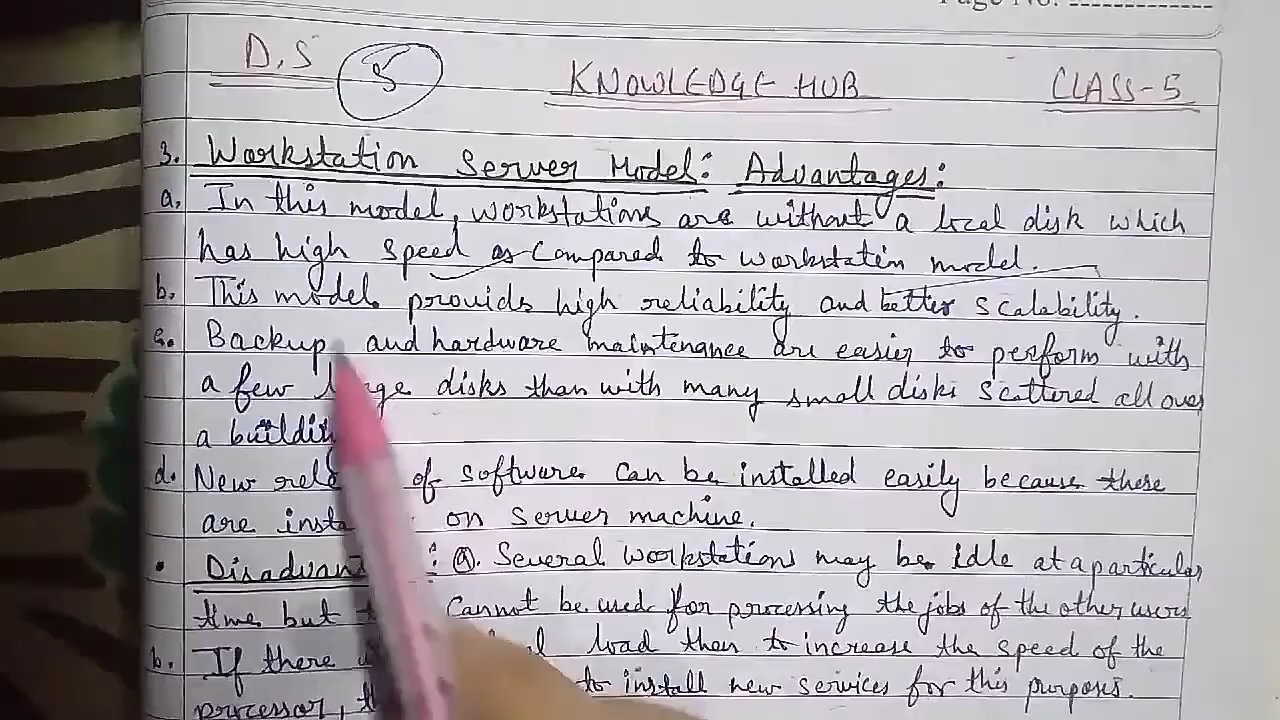 Page No.
D.S 5 KNOWLEDGE HUB CLASS-5
3. Workstation Server Model: Advantages:
a. In this model, workstations are without a local disk which
has high speed as compared to workstation model.
b. This model provids high reliability and better scalability.
c. Backup and hardware maintenance are easier to perform with
a few disks than with many small disks scattered all over
a
d. New of software can be installed easily because these
are on server machine.
• : a. Several workstations may be idle at a particular
time but cannot be used for processing the jobs of the other users
b. If there load then to increase the speed of the
processor, to install new services for this purposes.